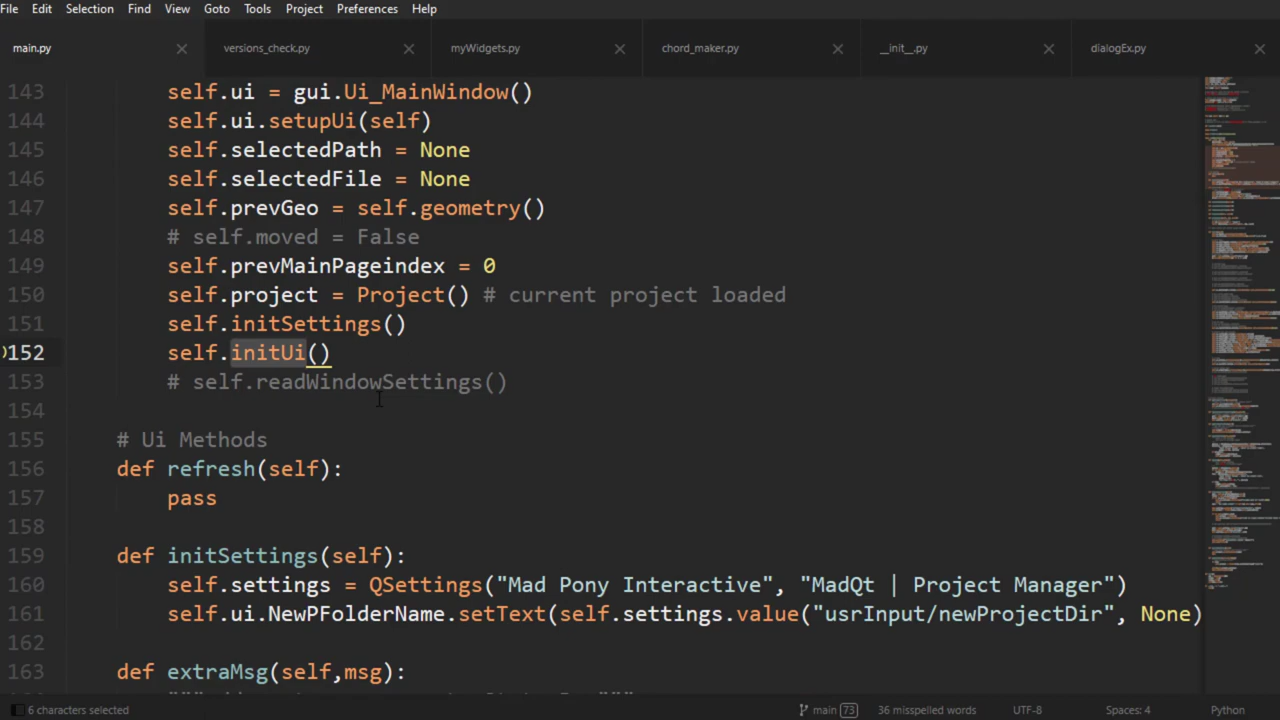 File Edit Selection Find View Goto Tools Project Preferences Help
main.py versions_check.py myWidgets.py chord_maker.py __init__.py dialogEx.py
143 self.ui = gui.Ui_MainWindow()
144 self.ui.setupUi(self)
145 self.selectedPath = None
146 self.selectedFile = None
147 self.prevGeo = self.geometry()
148 # self.moved = False
149 self.prevMainPageindex = 0
150 self.project = Project() # current project loaded
151 self.initSettings()
152 self.initUi()
153 # self.readWindowSettings()
154
155 # Ui Methods
156 def refresh(self):
157 pass
158
159 def initSettings(self):
160 self.settings = QSettings("Mad Pony Interactive", "MadQt | Project Manager")
161 self.ui.NewPFolderName.setText(self.settings.value("usrInput/newProjectDir", None)
162
163 def extraMsg(self,msg):
6 characters selected main 73 36 misspelled words UTF-8 Spaces: 4 Python